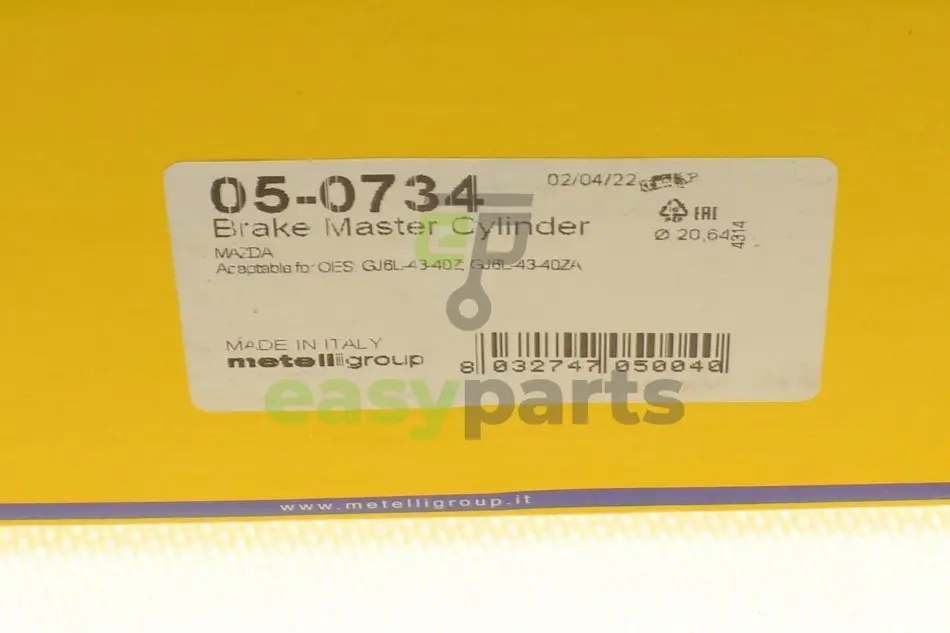 05-0734
02/04/22
Brake Master Cylinder
EAC
Ø 20,64
4314
MAZDA
Adaptable for OES: GJ6L-43-40Z, GJ6L-43-40ZA
MADE IN ITALY
metelligroup
8 032747 050040
easyparts
www.metelligroup.it